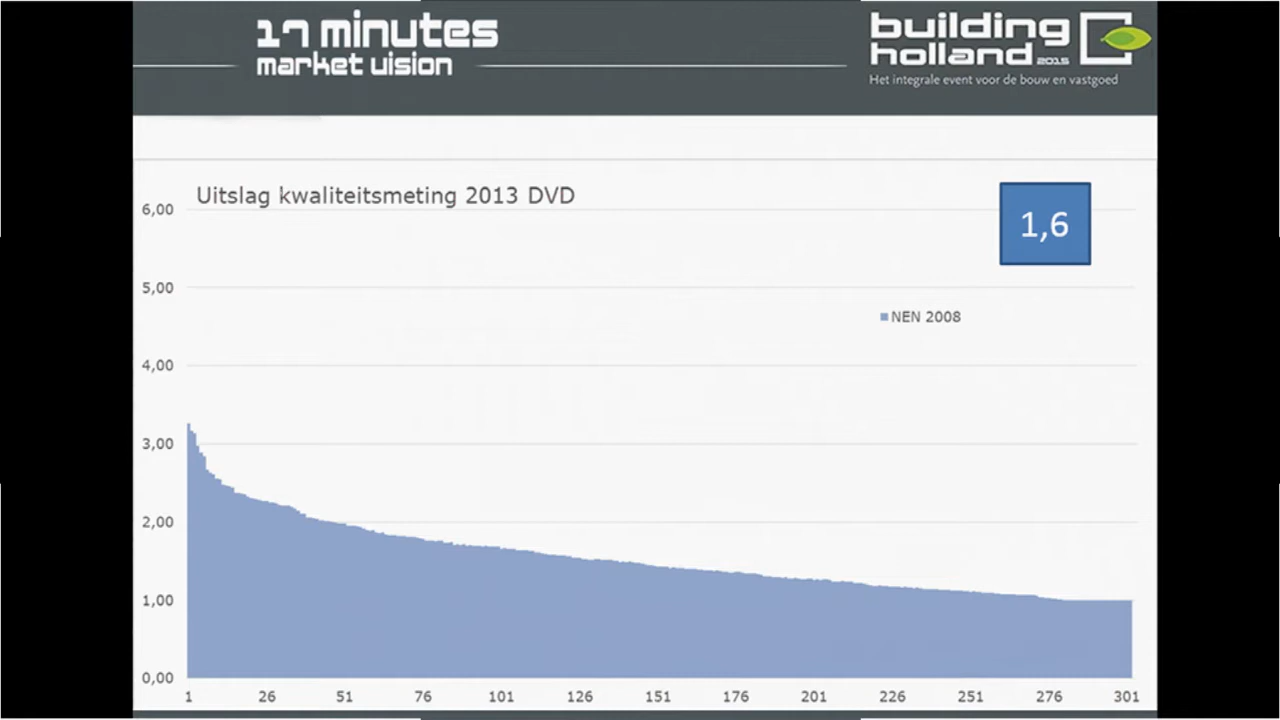 17 minutes
market vision
building
holland 2015
Het integrale event voor de bouw en vastgoed
Uitslag kwaliteitsmeting 2013 DVD
1,6
6,00
5,00
NEN 2008
4,00
3,00
2,00
1,00
0,00
1 26 51 76 101 126 151 176 201 226 251 276 301